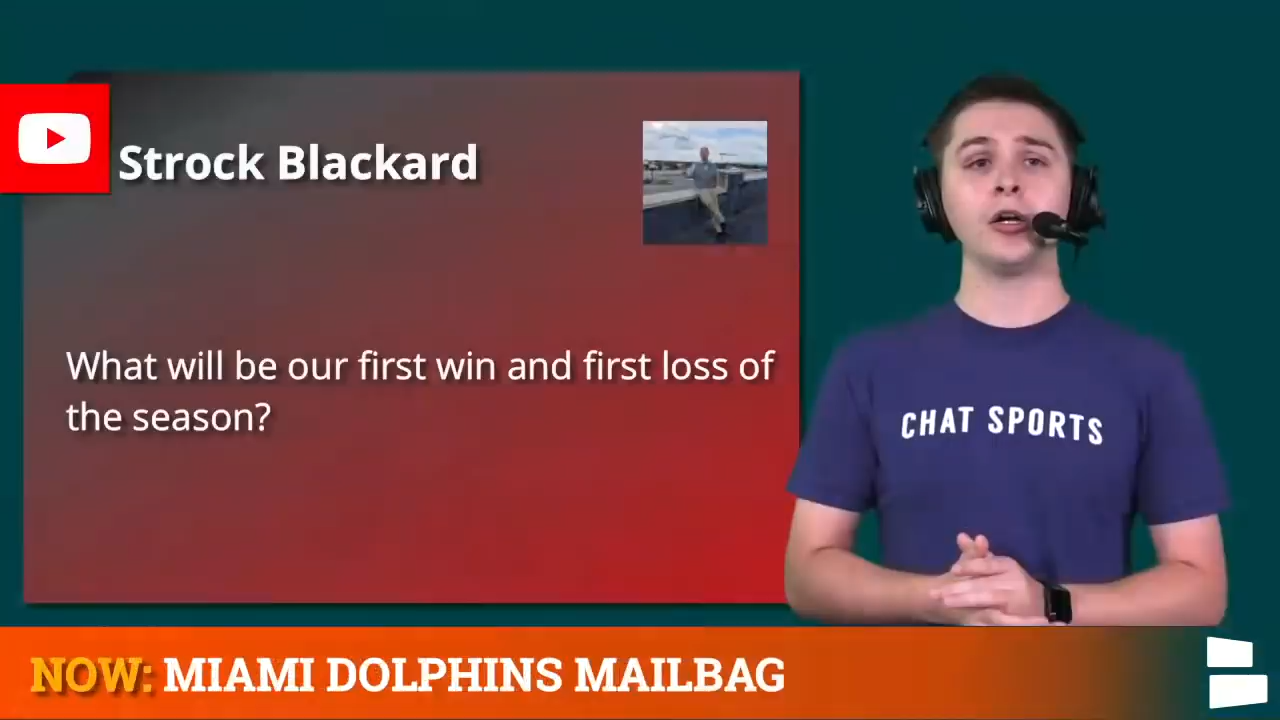 Strock Blackard
What will be our first win and first loss of
the season?
CHAT SPORTS
NOW: MIAMI DOLPHINS MAILBAG